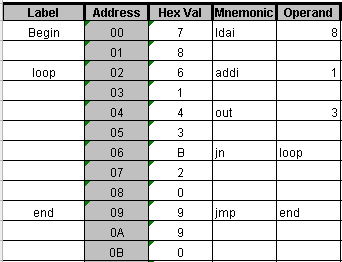 Label Address Hex Val Mnemonic Operand
Begin 00 7 ldai 8
01 8
loop 02 6 addi 1
03 1
04 4 out 3
05 3
06 B jn loop
07 2
08 0
end 09 9 jmp end
0A 9
0B 0